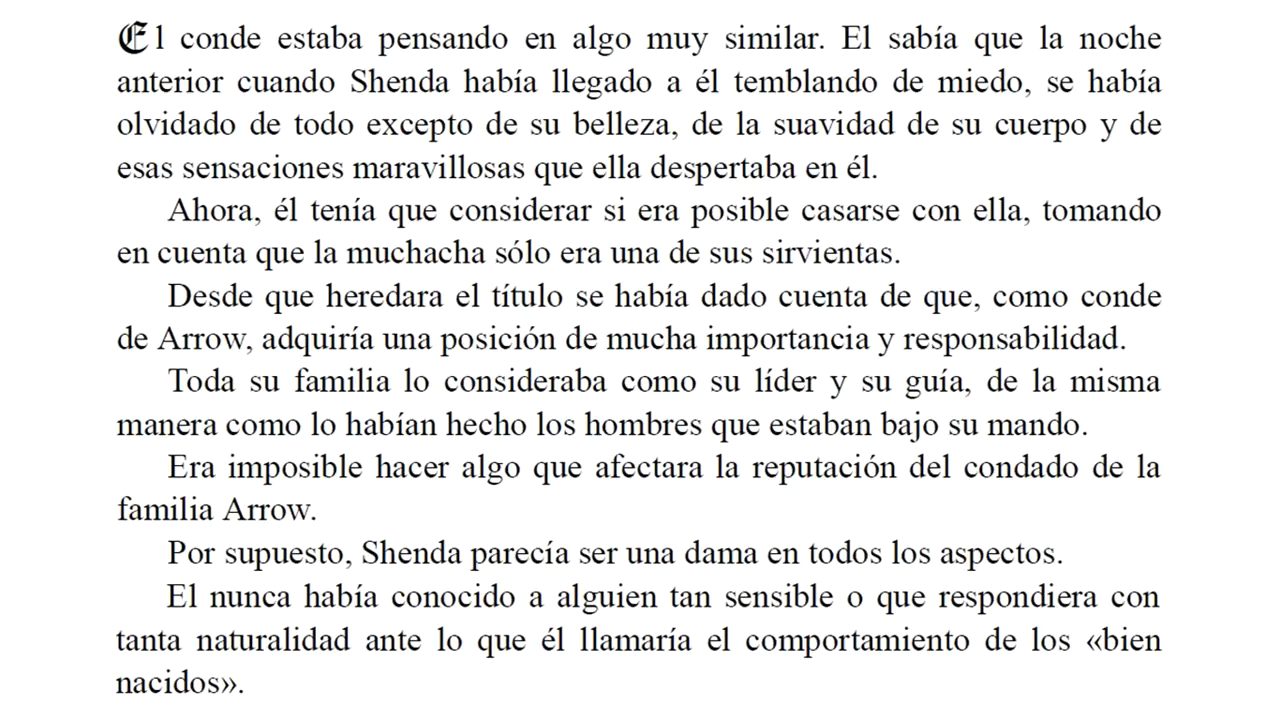 El conde estaba pensando en algo muy similar. El sabía que la noche
anterior cuando Shenda había llegado a él temblando de miedo, se había
olvidado de todo excepto de su belleza, de la suavidad de su cuerpo y de
esas sensaciones maravillosas que ella despertaba en él.
Ahora, él tenía que considerar si era posible casarse con ella, tomando
en cuenta que la muchacha sólo era una de sus sirvientas.
Desde que heredara el título se había dado cuenta de que, como conde
de Arrow, adquiría una posición de mucha importancia y responsabilidad.
Toda su familia lo consideraba como su líder y su guía, de la misma
manera como lo habían hecho los hombres que estaban bajo su mando.
Era imposible hacer algo que afectara la reputación del condado de la
familia Arrow.
Por supuesto, Shenda parecía ser una dama en todos los aspectos.
El nunca había conocido a alguien tan sensible o que respondiera con
tanta naturalidad ante lo que él llamaría el comportamiento de los «bien
nacidos».